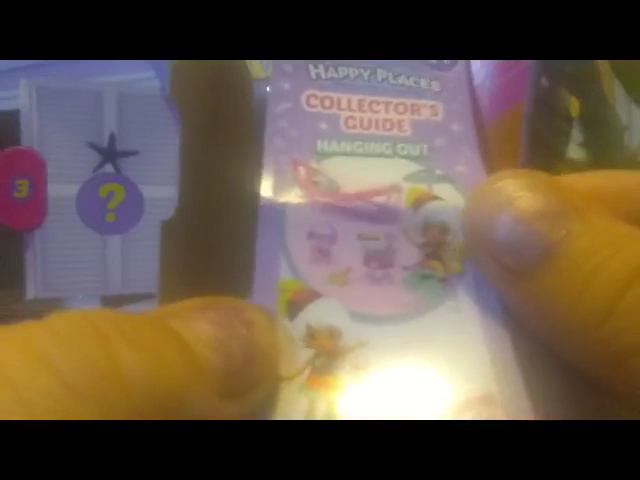 HAPPY PLACES
COLLECTOR'S
GUIDE
HANGING OUT
3
?